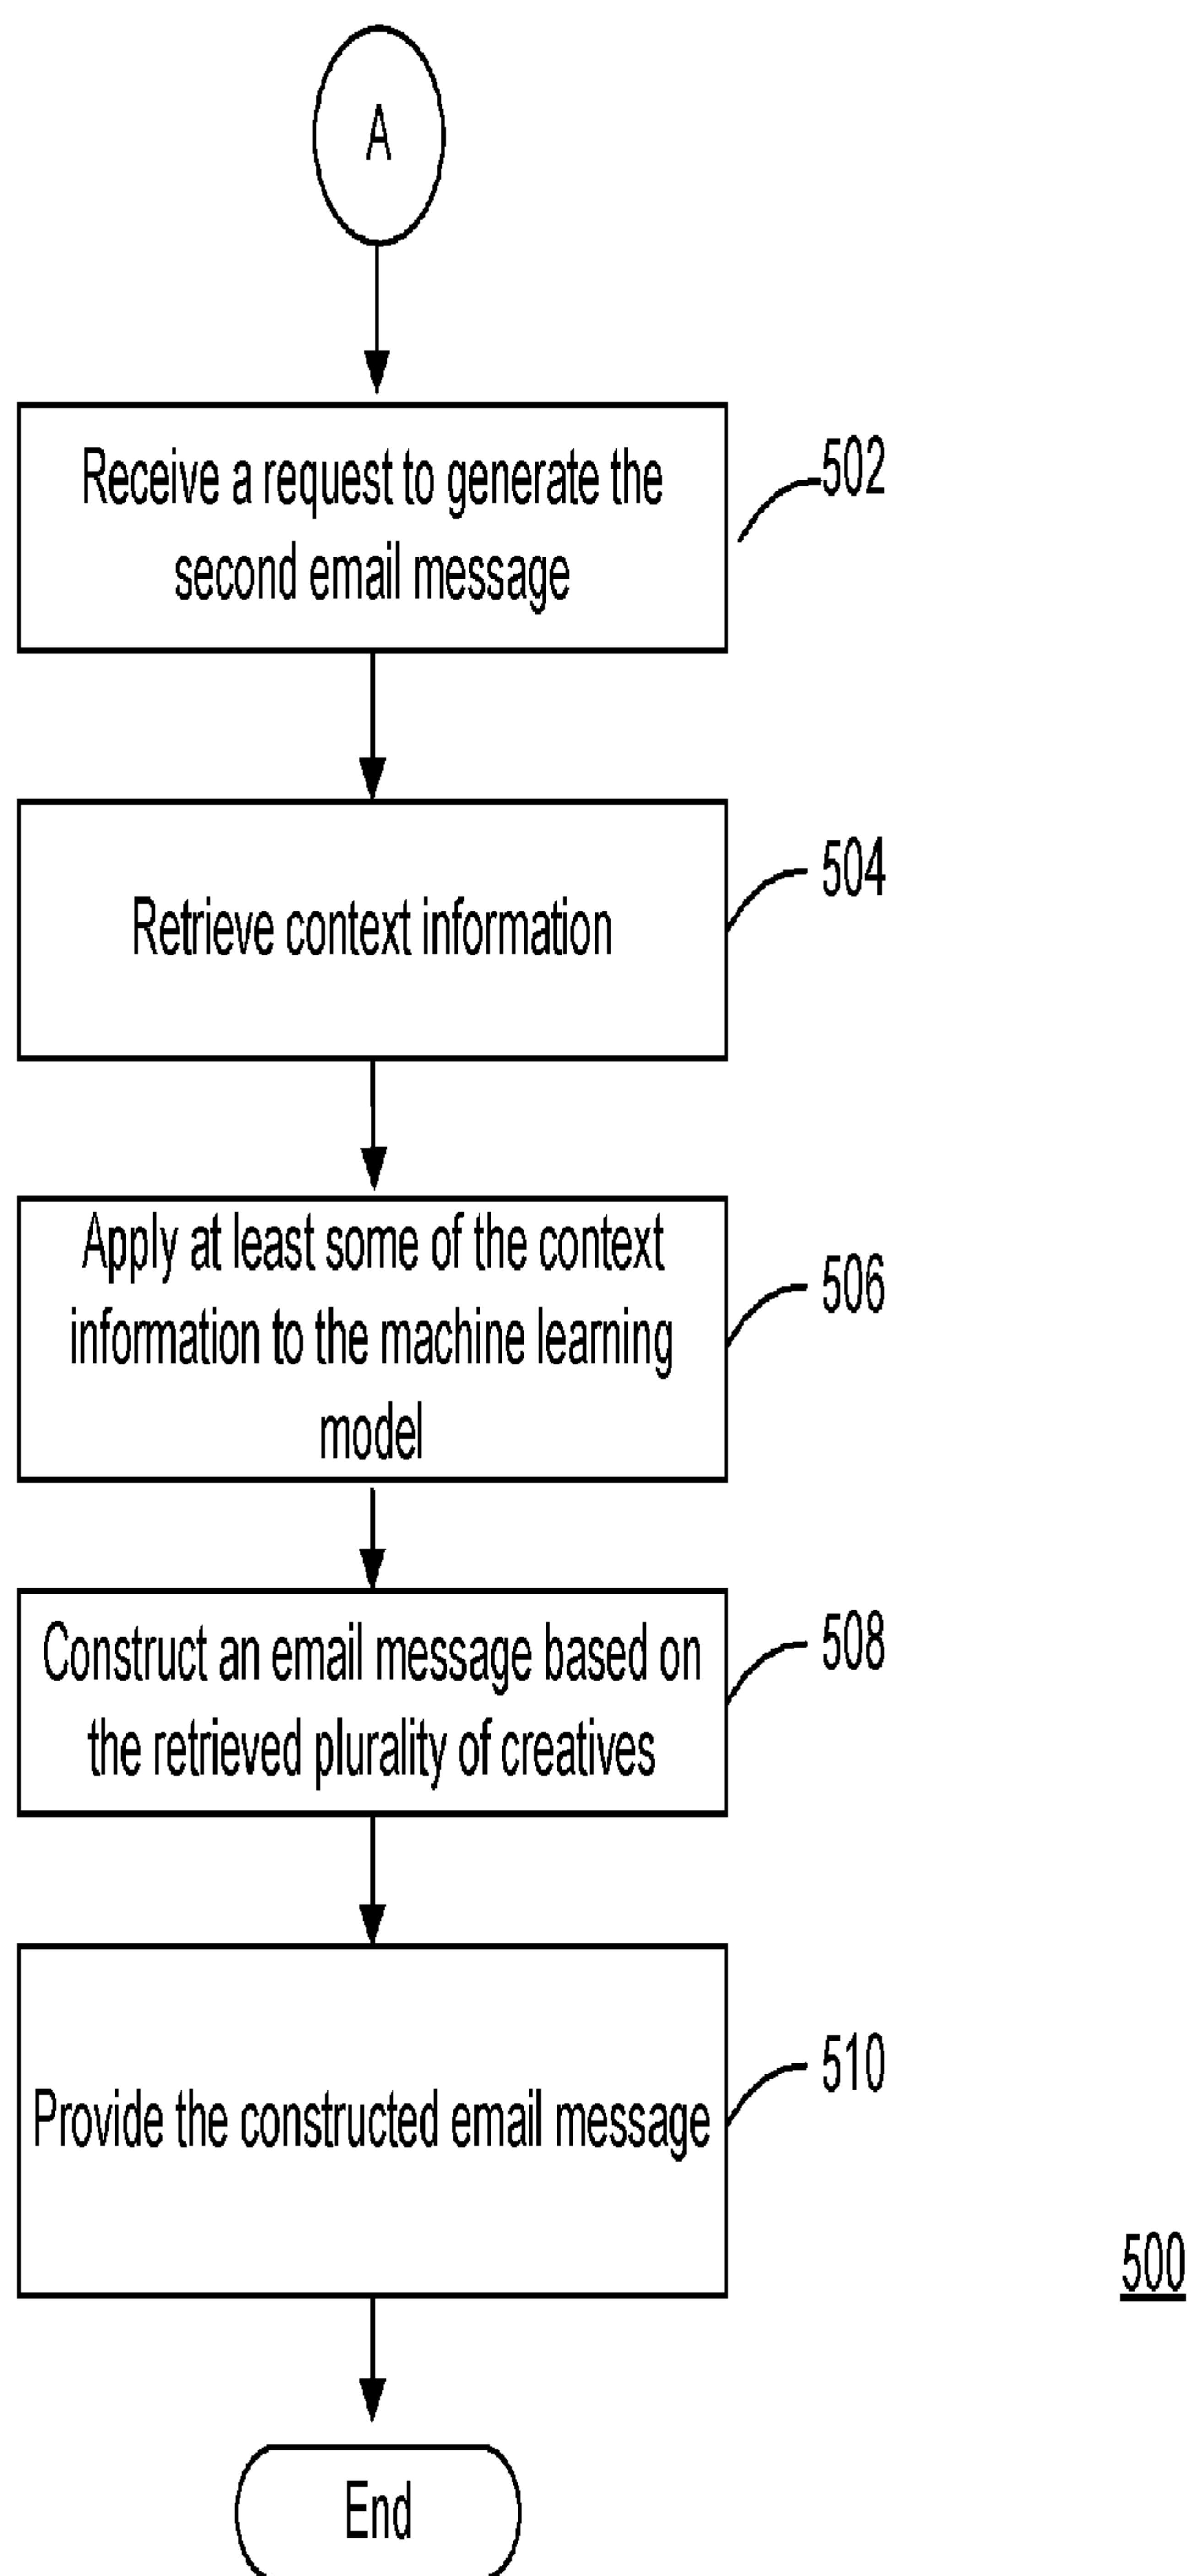 A
Receive a request to generate the
second email message
502
Retrieve context information
504
Apply at least some of the context
information to the machine learning
model
506
Construct an email message based on
the retrieved plurality of creatives
508
Provide the constructed email message
510
500
End